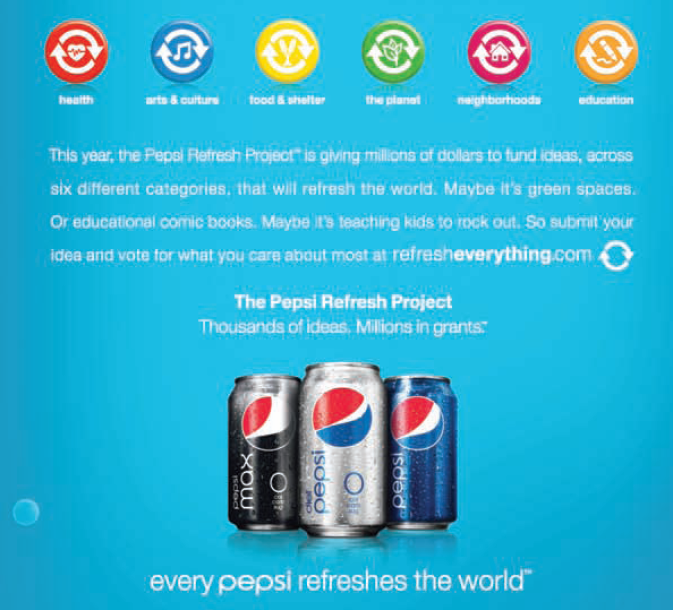 health arts & culture food & shelter the planet neighborhoods education
This year, the Pepsi Refresh Project™ is giving millions of dollars to fund ideas, across
six different categories, that will refresh the world. Maybe it's green spaces.
Or educational comic books. Maybe it's teaching kids to rock out. So submit your
idea and vote for what you care about most at refresheverything.com
The Pepsi Refresh Project
Thousands of ideas. Millions in grants.™
pepsi max
0
diet pepsi
0
pepsi
every pepsi refreshes the world™